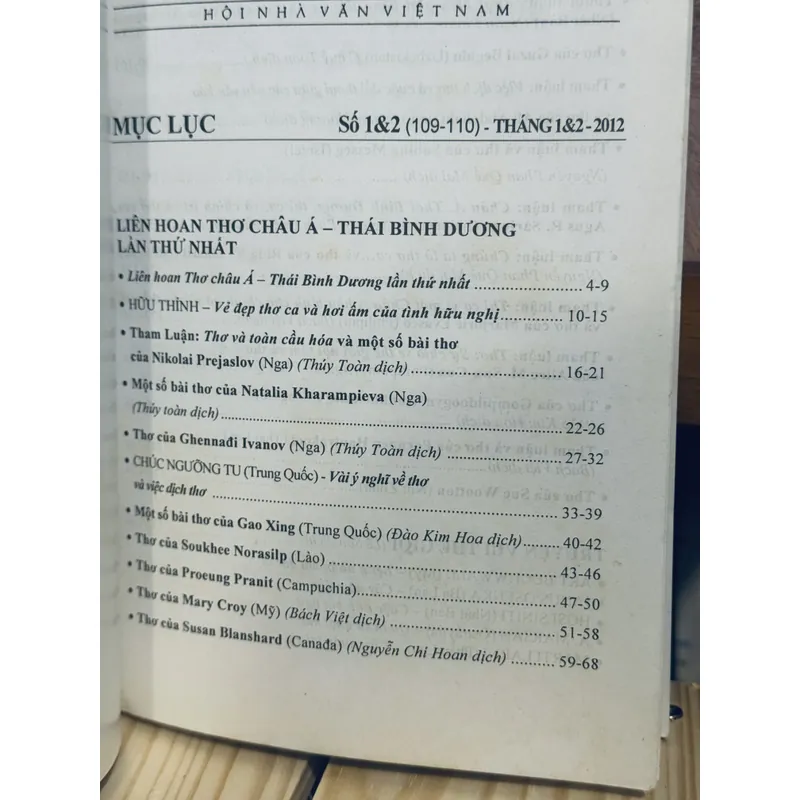 HỘI NHÀ VĂN VIỆT NAM
MỤC LỤC Số 1&2 (109-110) - THÁNG 1&2 - 2012
LIÊN HOAN THƠ CHÂU Á – THÁI BÌNH DƯƠNG
LẦN THỨ NHẤT
• Liên hoan Thơ châu Á – Thái Bình Dương lần thứ nhất ........ 4-9
• HỮU THỈNH – Vẻ đẹp thơ ca và hơi ấm của tình hữu nghị ........ 10-15
• Tham Luận: Thơ và toàn cầu hóa và một số bài thơ
của Nikolai Prejaslov (Nga) (Thúy Toàn dịch) ........ 16-21
• Một số bài thơ của Natalia Kharampieva (Nga)
(Thúy toàn dịch) ........ 22-26
• Thơ của Ghennađi Ivanov (Nga) (Thúy Toàn dịch) ........ 27-32
• CHÚC NGƯỠNG TU (Trung Quốc) - Vài ý nghĩ về thơ
và việc dịch thơ ........ 33-39
• Một số bài thơ của Gao Xing (Trung Quốc) (Đào Kim Hoa dịch) ........ 40-42
• Thơ của Soukhee Norasilp (Lào) ........ 43-46
• Thơ của Proeung Pranit (Campuchia) ........ 47-50
• Thơ của Mary Croy (Mỹ) (Bách Việt dịch) ........ 51-58
• Thơ của Susan Blanshard (Canađa) (Nguyễn Chí Hoan dịch) ........ 59-68